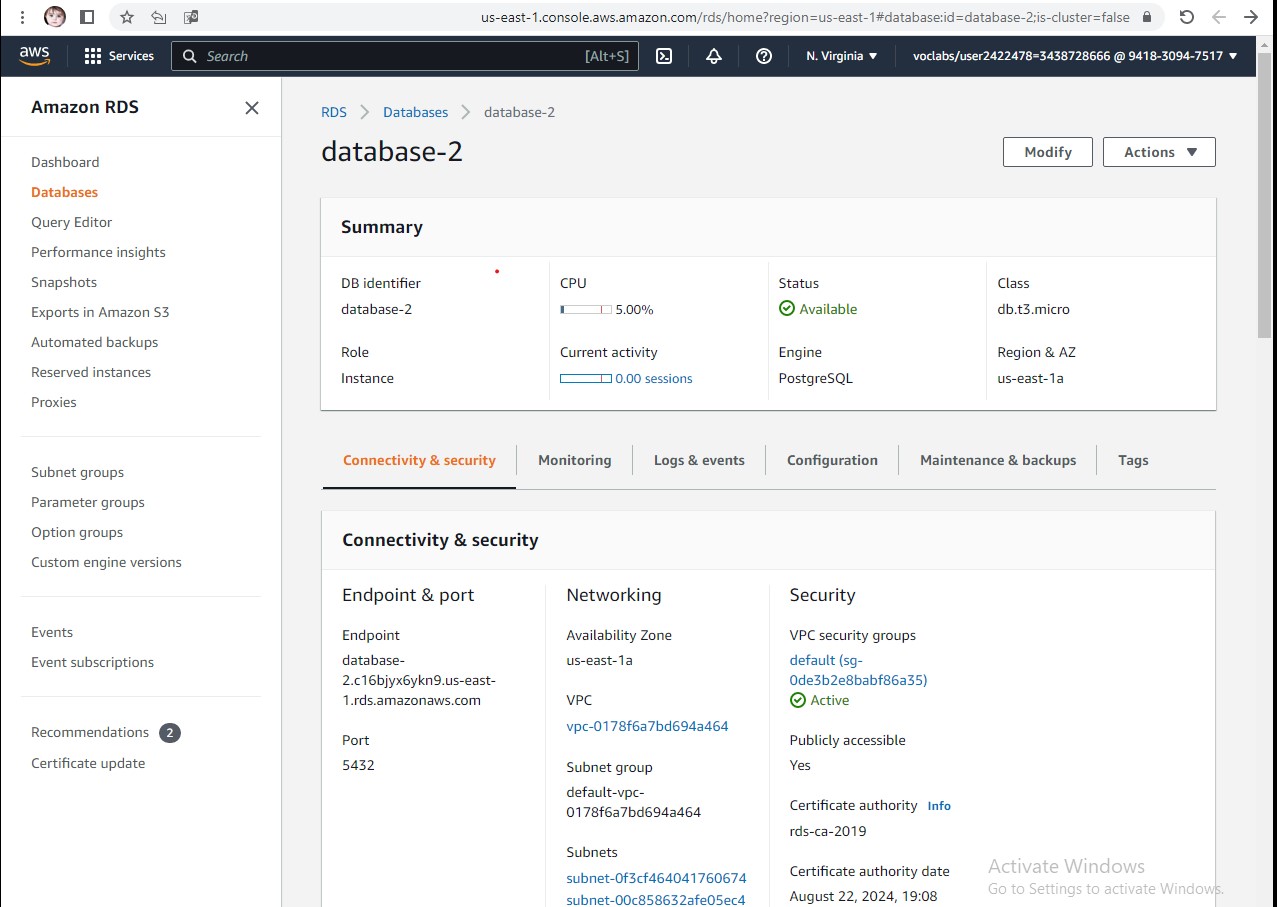 us-east-1.console.aws.amazon.com/rds/home?region=us-east-1#database:id=database-2;is-cluster=false
aws
Services
Search
[Alt+S]
N. Virginia
voclabs/user2422478=3438728666 @ 9418-3094-7517
Amazon RDS
Dashboard
Databases
Query Editor
Performance insights
Snapshots
Exports in Amazon S3
Automated backups
Reserved instances
Proxies
Subnet groups
Parameter groups
Option groups
Custom engine versions
Events
Event subscriptions
Recommendations 2
Certificate update
RDS
Databases
database-2
database-2
Modify
Actions
Summary
DB identifier
database-2
CPU
5.00%
Status
Available
Class
db.t3.micro
Role
Instance
Current activity
0.00 sessions
Engine
PostgreSQL
Region & AZ
us-east-1a
Connectivity & security
Monitoring
Logs & events
Configuration
Maintenance & backups
Tags
Connectivity & security
Endpoint & port
Endpoint
database-
2.c16bjyx6ykn9.us-east-
1.rds.amazonaws.com
Port
5432
Networking
Availability Zone
us-east-1a
VPC
vpc-0178f6a7bd694a464
Subnet group
default-vpc-
0178f6a7bd694a464
Subnets
subnet-0f3cf464041760674
subnet-00c858632afe05ec4
Security
VPC security groups
default (sg-
0de3b2e8babf86a35)
Active
Publicly accessible
Yes
Certificate authority Info
rds-ca-2019
Certificate authority date
August 22, 2024, 19:08
Activate Windows
Go to Settings to activate Windows.